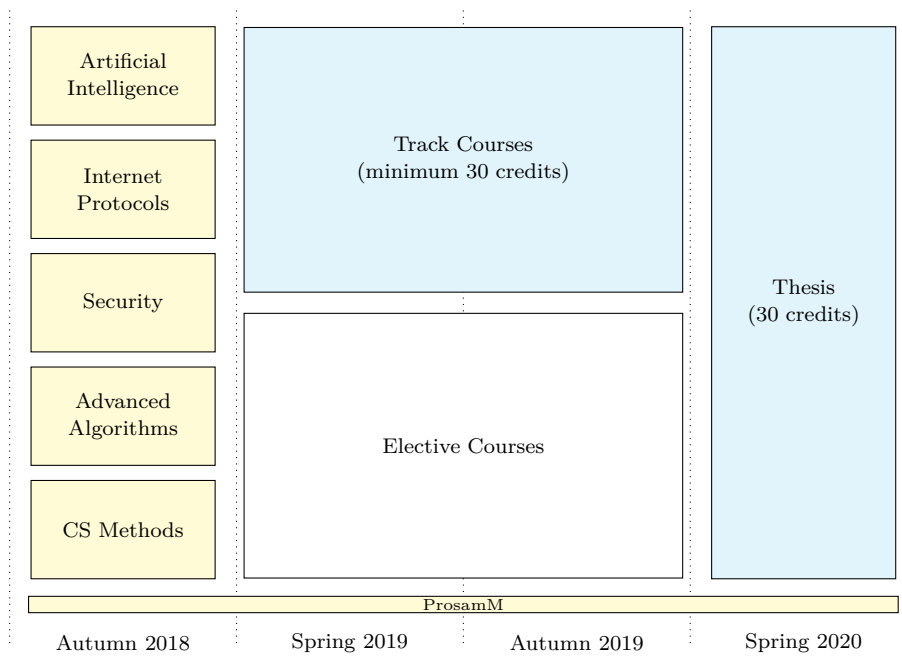 Artificial
Intelligence
Internet
Protocols
Security
Advanced
Algorithms
CS Methods
Track Courses
(minimum 30 credits)
Elective Courses
Thesis
(30 credits)
ProsamM
Autumn 2018
Spring 2019
Autumn 2019
Spring 2020